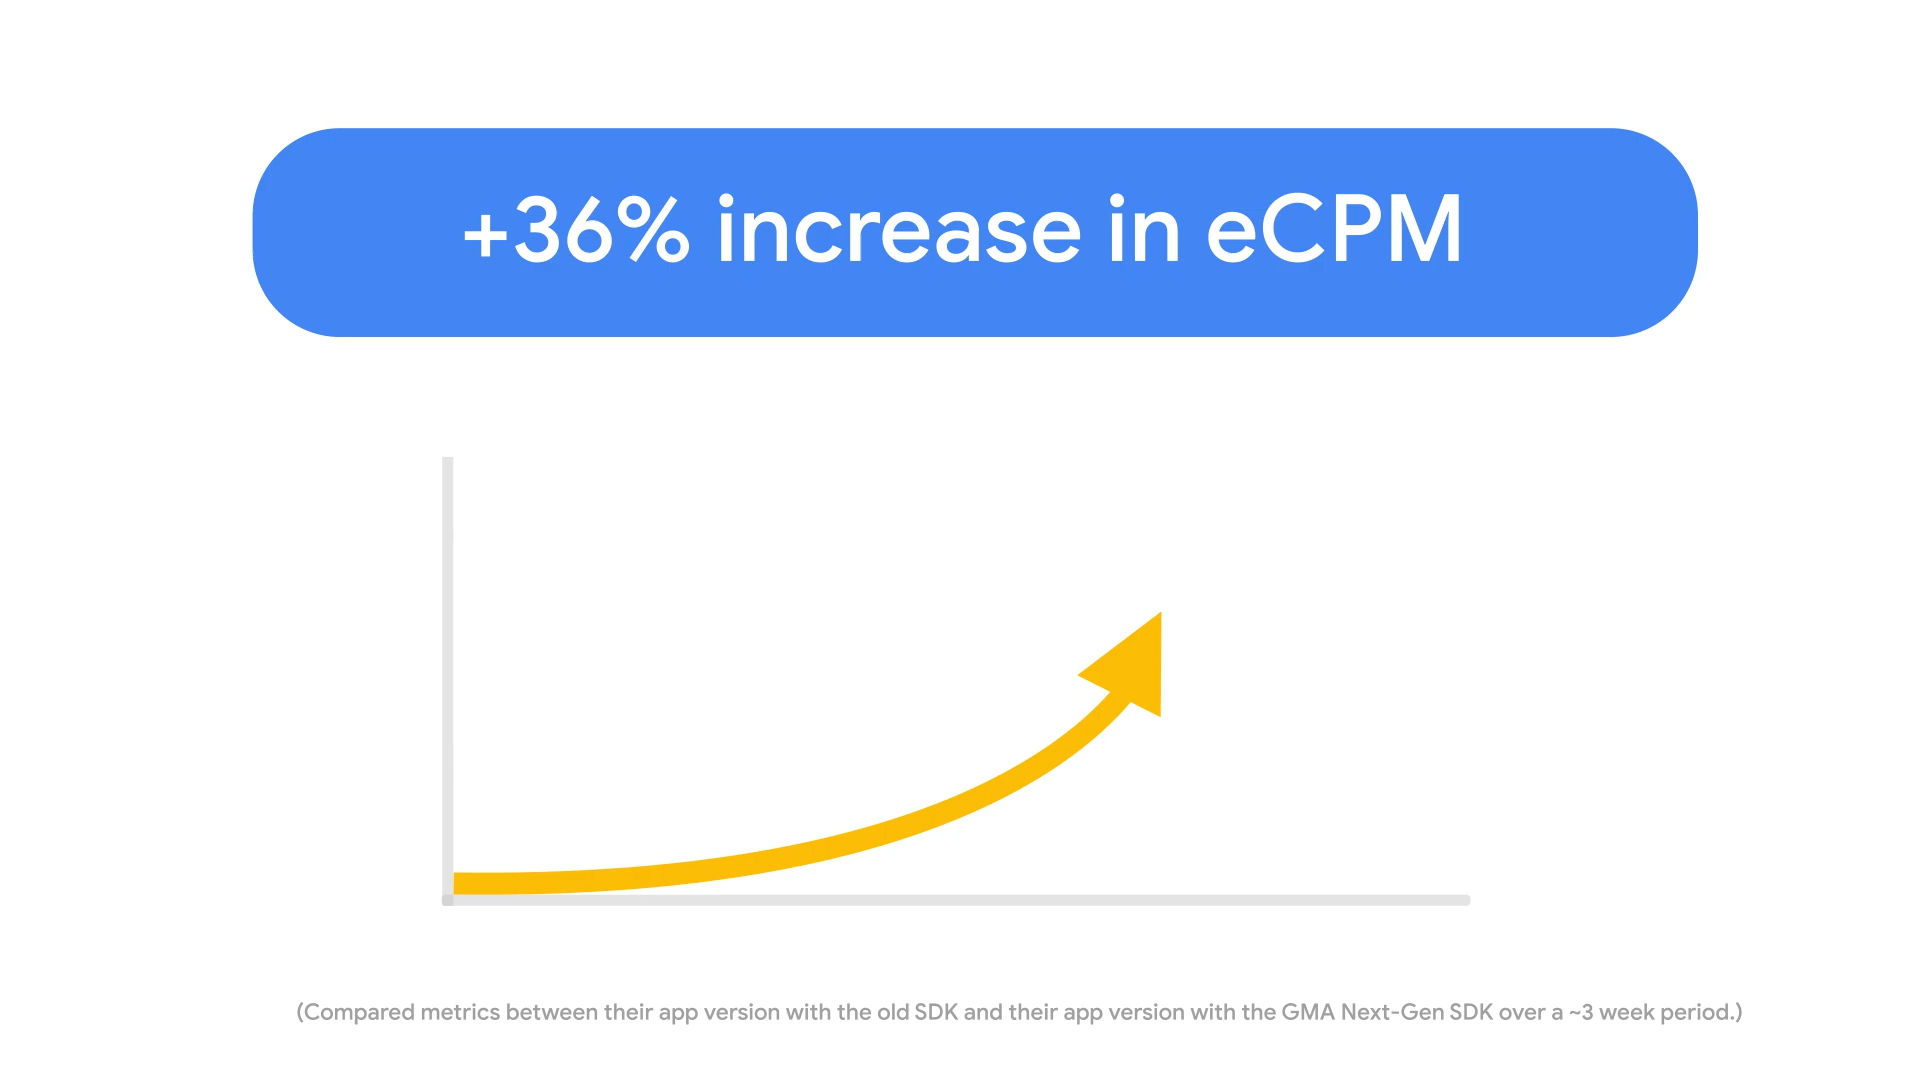 +36% increase in eCPM
(Compared metrics between their app version with the old SDK and their app version with the GMA Next-Gen SDK over a ~3 week period.)